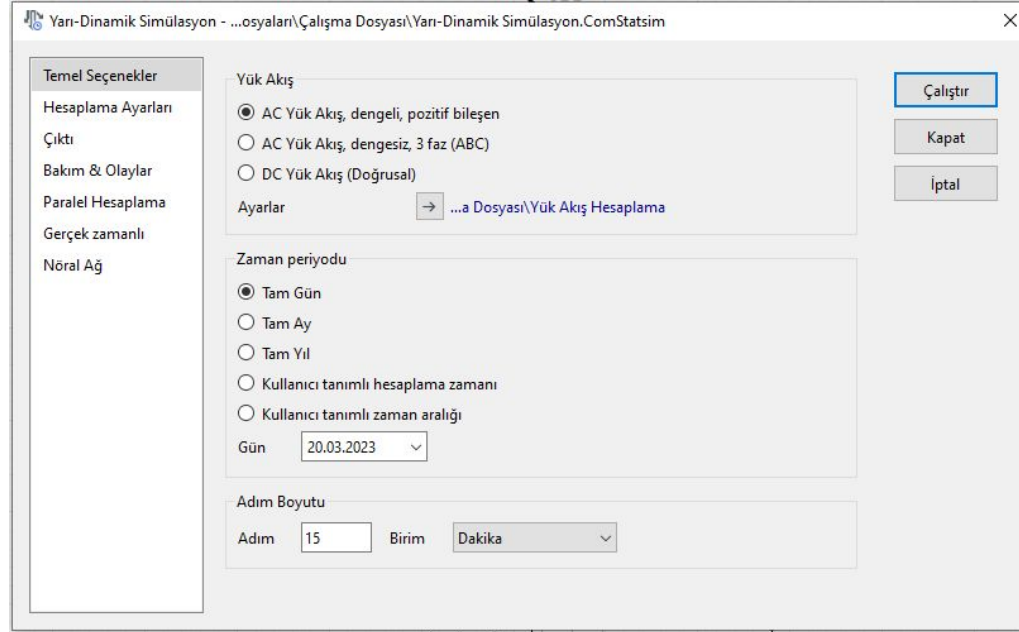 Yarı-Dinamik Simülasyon - ...osyaları\Çalışma Dosyası\Yarı-Dinamik Simülasyon.ComStatsim
Temel Seçenekler
Hesaplama Ayarları
Çıktı
Bakım & Olaylar
Paralel Hesaplama
Gerçek zamanlı
Nöral Ağ
Yük Akış
AC Yük Akış, dengeli, pozitif bileşen
AC Yük Akış, dengesiz, 3 faz (ABC)
DC Yük Akış (Doğrusal)
Ayarlar → ...a Dosyası\Yük Akış Hesaplama
Zaman periyodu
Tam Gün
Tam Ay
Tam Yıl
Kullanıcı tanımlı hesaplama zamanı
Kullanıcı tanımlı zaman aralığı
Gün 20.03.2023
Adım Boyutu
Adım 15 Birim Dakika
Çalıştır
Kapat
İptal